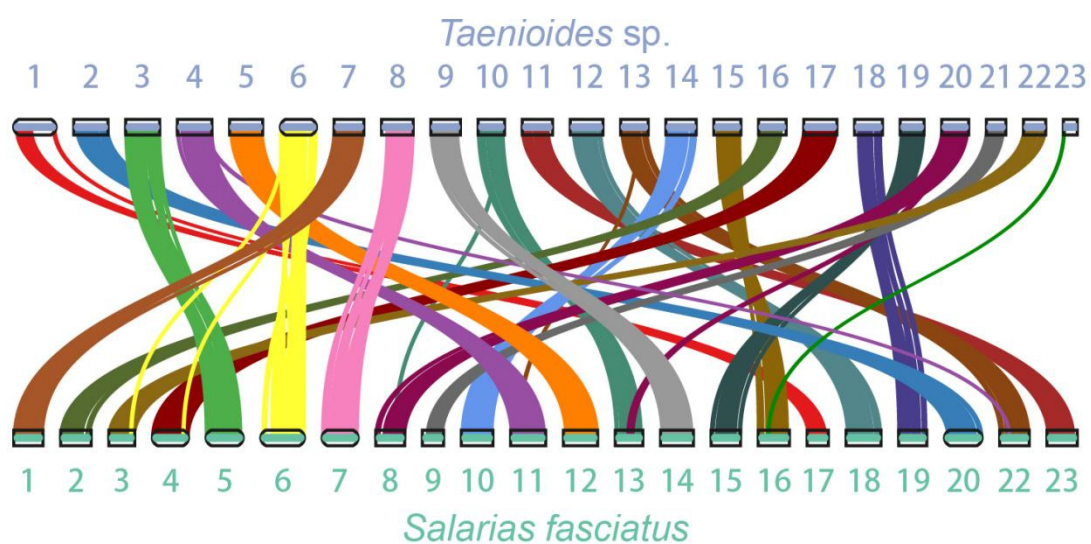 Taenioides sp.
1 2 3 4 5 6 7 8 9 10 11 12 13 14 15 16 17 18 19 20 21 22 23
1 2 3 4 5 6 7 8 9 10 11 12 13 14 15 16 17 18 19 20 22 23
Salarias fasciatus